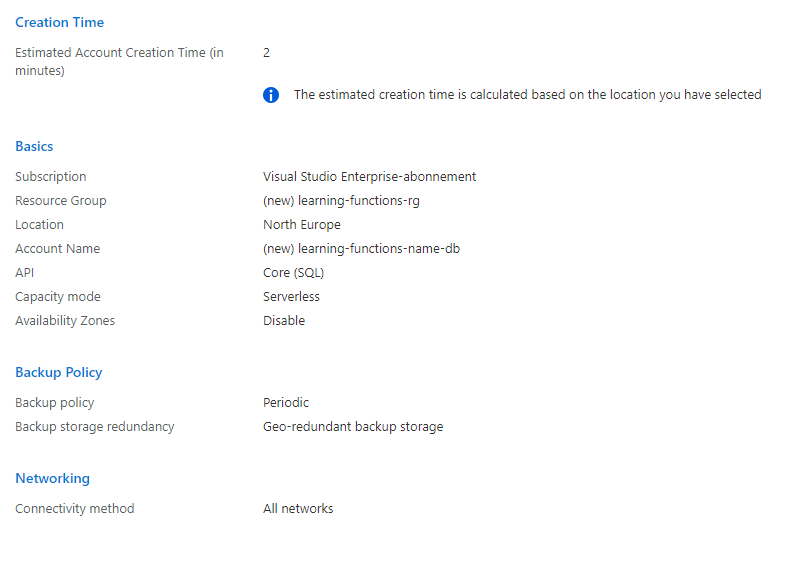 Creation Time
Estimated Account Creation Time (in minutes) 2
The estimated creation time is calculated based on the location you have selected
Basics
Subscription Visual Studio Enterprise-abonnement
Resource Group (new) learning-functions-rg
Location North Europe
Account Name (new) learning-functions-name-db
API Core (SQL)
Capacity mode Serverless
Availability Zones Disable
Backup Policy
Backup policy Periodic
Backup storage redundancy Geo-redundant backup storage
Networking
Connectivity method All networks